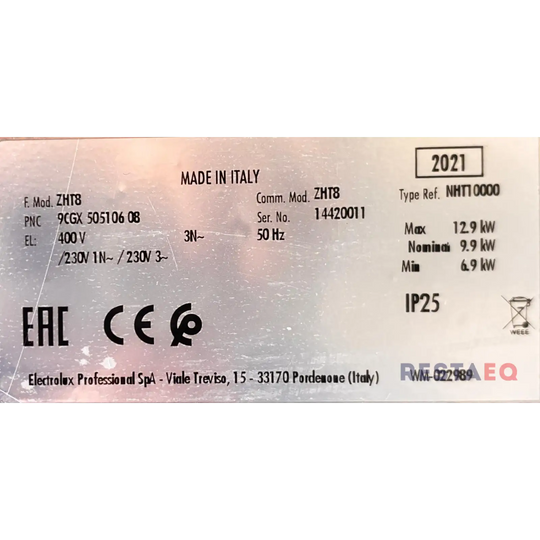 2021
MADE IN ITALY
F. Mod. ZHT8 Comm. Mod. ZHT8 Type Ref. NHT10000
PNC 9CGX 505106 08 Ser. No. 14420011
EL: 400 V 3N~ 50 Hz
/230V 1N~ / 230V 3~
Max 12.9 kW
Nominal 9.9 kW
Min 6.9 kW
IP25
EAC CE
WEEE
Electrolux Professional SpA - Viale Treviso, 15 - 33170 Pordenone (Italy)
RESTAEQ
WM-022989